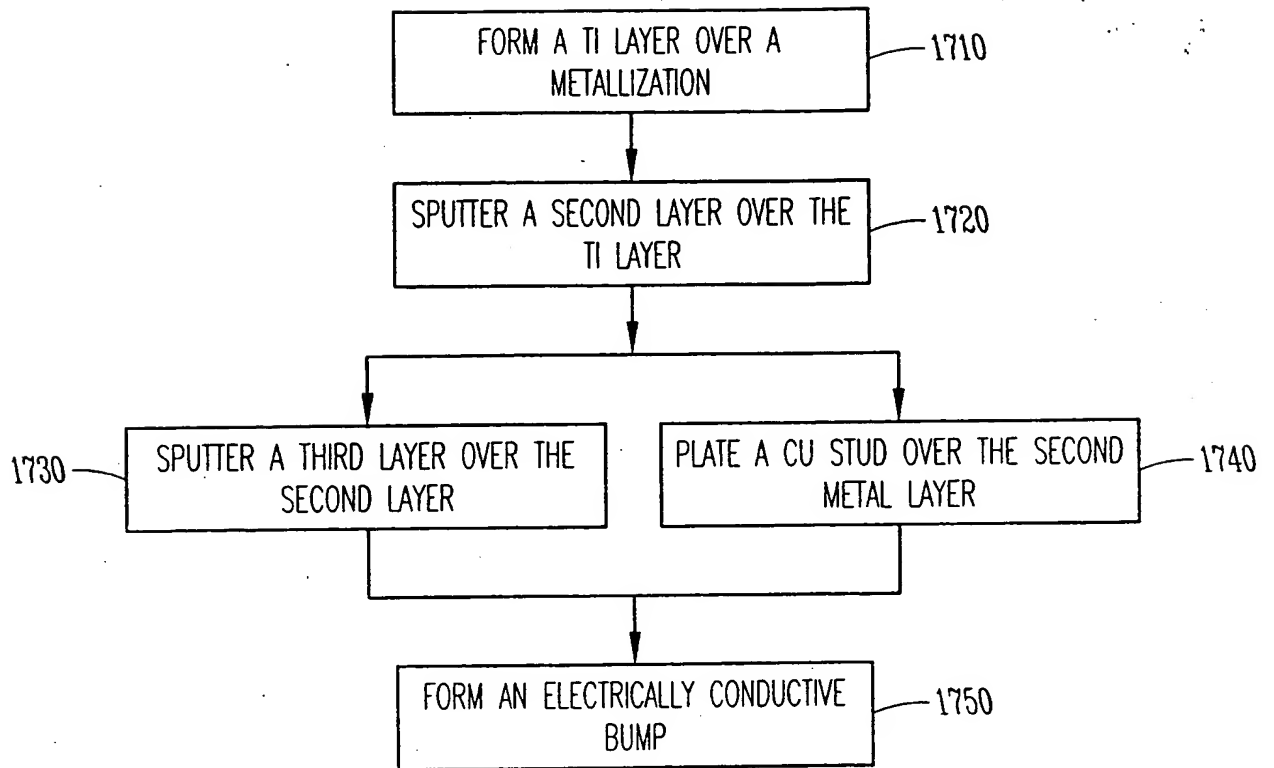 FORM A TI LAYER OVER A
METALLIZATION
1710
SPUTTER A SECOND LAYER OVER THE
TI LAYER
1720
1730
SPUTTER A THIRD LAYER OVER THE
SECOND LAYER
PLATE A CU STUD OVER THE SECOND
METAL LAYER
1740
FORM AN ELECTRICALLY CONDUCTIVE
BUMP
1750